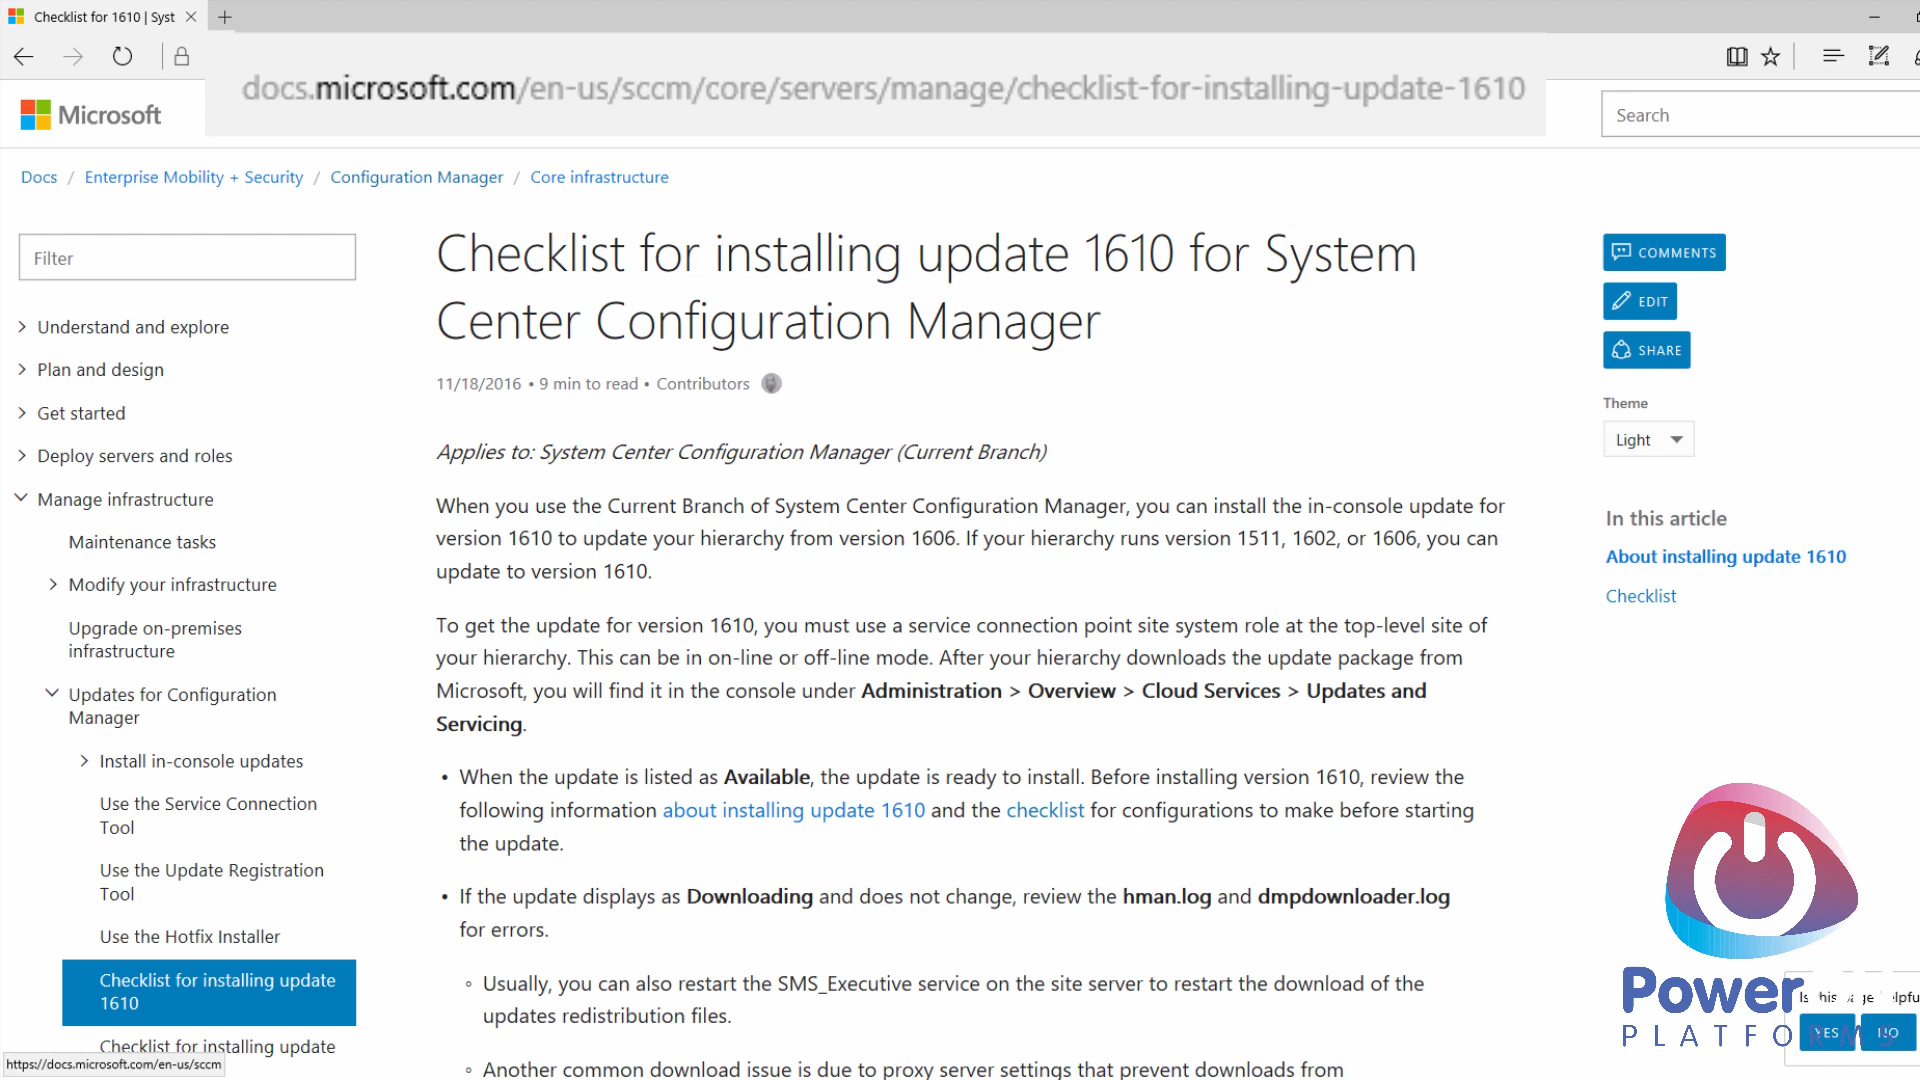 Checklist for 1610 | Syst
docs.microsoft.com/en-us/sccm/core/servers/manage/checklist-for-installing-update-1610
Microsoft
Search
Docs / Enterprise Mobility + Security / Configuration Manager / Core infrastructure
Filter
Understand and explore
Plan and design
Get started
Deploy servers and roles
Manage infrastructure
Maintenance tasks
Modify your infrastructure
Upgrade on-premises
infrastructure
Updates for Configuration
Manager
Install in-console updates
Use the Service Connection
Tool
Use the Update Registration
Tool
Use the Hotfix Installer
Checklist for installing update
1610
Checklist for installing update
https://docs.microsoft.com/en-us/sccm
Checklist for installing update 1610 for System
Center Configuration Manager
11/18/2016 • 9 min to read • Contributors
Applies to: System Center Configuration Manager (Current Branch)
When you use the Current Branch of System Center Configuration Manager, you can install the in-console update for
version 1610 to update your hierarchy from version 1606. If your hierarchy runs version 1511, 1602, or 1606, you can
update to version 1610.
To get the update for version 1610, you must use a service connection point site system role at the top-level site of
your hierarchy. This can be in on-line or off-line mode. After your hierarchy downloads the update package from
Microsoft, you will find it in the console under Administration > Overview > Cloud Services > Updates and
Servicing.
• When the update is listed as Available, the update is ready to install. Before installing version 1610, review the
following information about installing update 1610 and the checklist for configurations to make before starting
the update.
• If the update displays as Downloading and does not change, review the hman.log and dmpdownloader.log
for errors.
◦ Usually, you can also restart the SMS_Executive service on the site server to restart the download of the
updates redistribution files.
◦ Another common download issue is due to proxy server settings that prevent downloads from
COMMENTS
EDIT
SHARE
Theme
Light
In this article
About installing update 1610
Checklist
Power
PLATFORMS
Is this page helpfu
YES NO